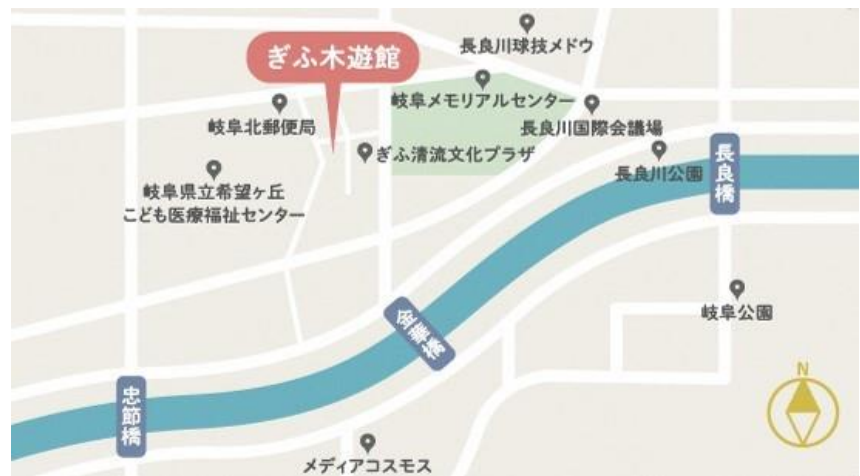 長良川球技メドウ
ぎふ木遊館
岐阜メモリアルセンター
岐阜北郵便局
長良川国際会議場
ぎふ清流文化プラザ
長良川公園
長良橋
岐阜県立希望ヶ丘
こども医療福祉センター
岐阜公園
金華橋
N
忠節橋
メディアコスモス